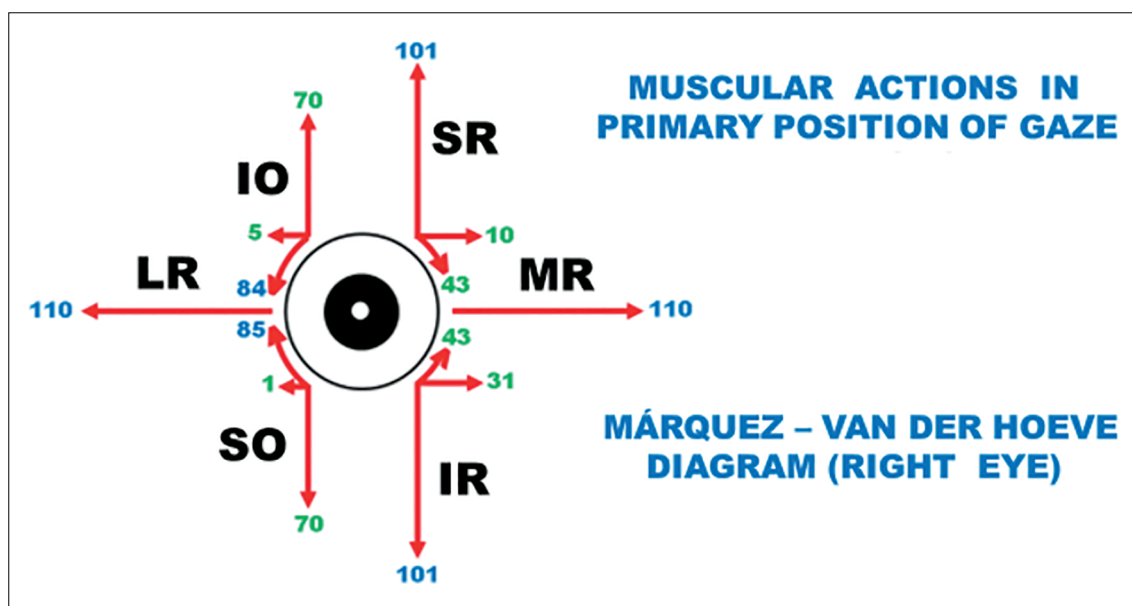 101
MUSCULAR ACTIONS IN
PRIMARY POSITION OF GAZE
70
SR
IO
5
10
84
43
LR
MR
110
110
85
43
1
31
SO
IR
MÁRQUEZ – VAN DER HOEVE
DIAGRAM (RIGHT EYE)
70
101